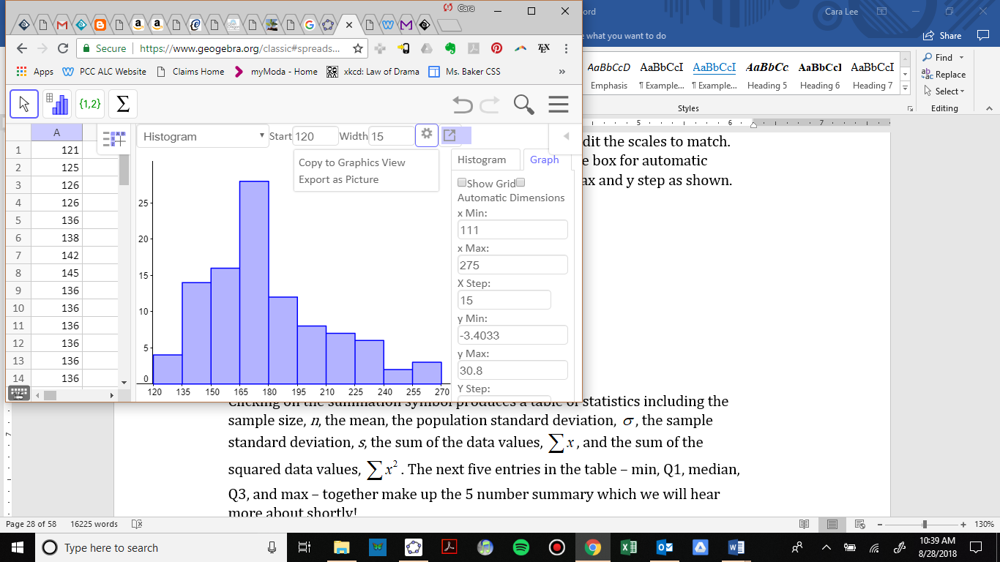 Cara
ord
Cara Lee
e what you want to do
Share
Secure
https://www.geogebra.org/classic#spreads...
Apps
PCC ALC Website
Claims Home
myModa - Home
xkcd: Law of Drama
Ms. Baker CSS
»
AaBbCcD
AaBbCcI
AaBbCcI
AaBbCc
AaBbCcI
AaBbCcI
Emphasis
¶ Example...
¶ Example...
Heading 5
Heading 6
Heading 7
Styles
Find
Replace
Select
Editing
{1,2}
Σ
5
6
7
A
1 121
2 125
3 126
4 126
5 136
6 138
7 142
8 145
9 136
10 136
11 136
12 136
13 136
14 136
Histogram
Start 120
Width 15
Copy to Graphics View
Export as Picture
25
20
15
10
5
0
120 135 150 165 180 195 210 225 240 255 270
Histogram
Graph
Show Grid
Automatic Dimensions
x Min:
111
x Max:
275
X Step:
15
y Min:
-3.4033
y Max:
30.8
Y Step:
dit the scales to match.
e box for automatic
ax and y step as shown.
Clicking on the summation symbol produces a table of statistics including the
sample size, n, the mean, the population standard deviation, σ, the sample
standard deviation, s, the sum of the data values, ∑x, and the sum of the
squared data values, ∑x². The next five entries in the table – min, Q1, median,
Q3, and max – together make up the 5 number summary which we will hear
more about shortly!
7
Page 28 of 58
16225 words
130%
Type here to search
10:39 AM
8/28/2018